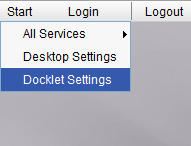 Start Login Logout
All Services
Desktop Settings
Docklet Settings